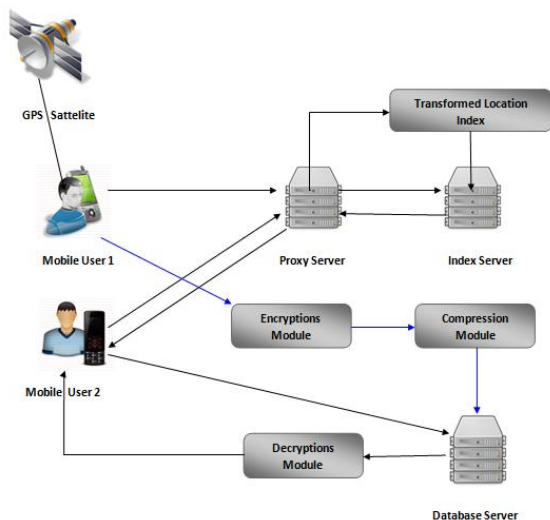 GPS Sattelite
Transformed Location
Index
Mobile User 1
Proxy Server
Index Server
Encryptions
Module
Compression
Module
Mobile User 2
Decryptions
Module
Database Server